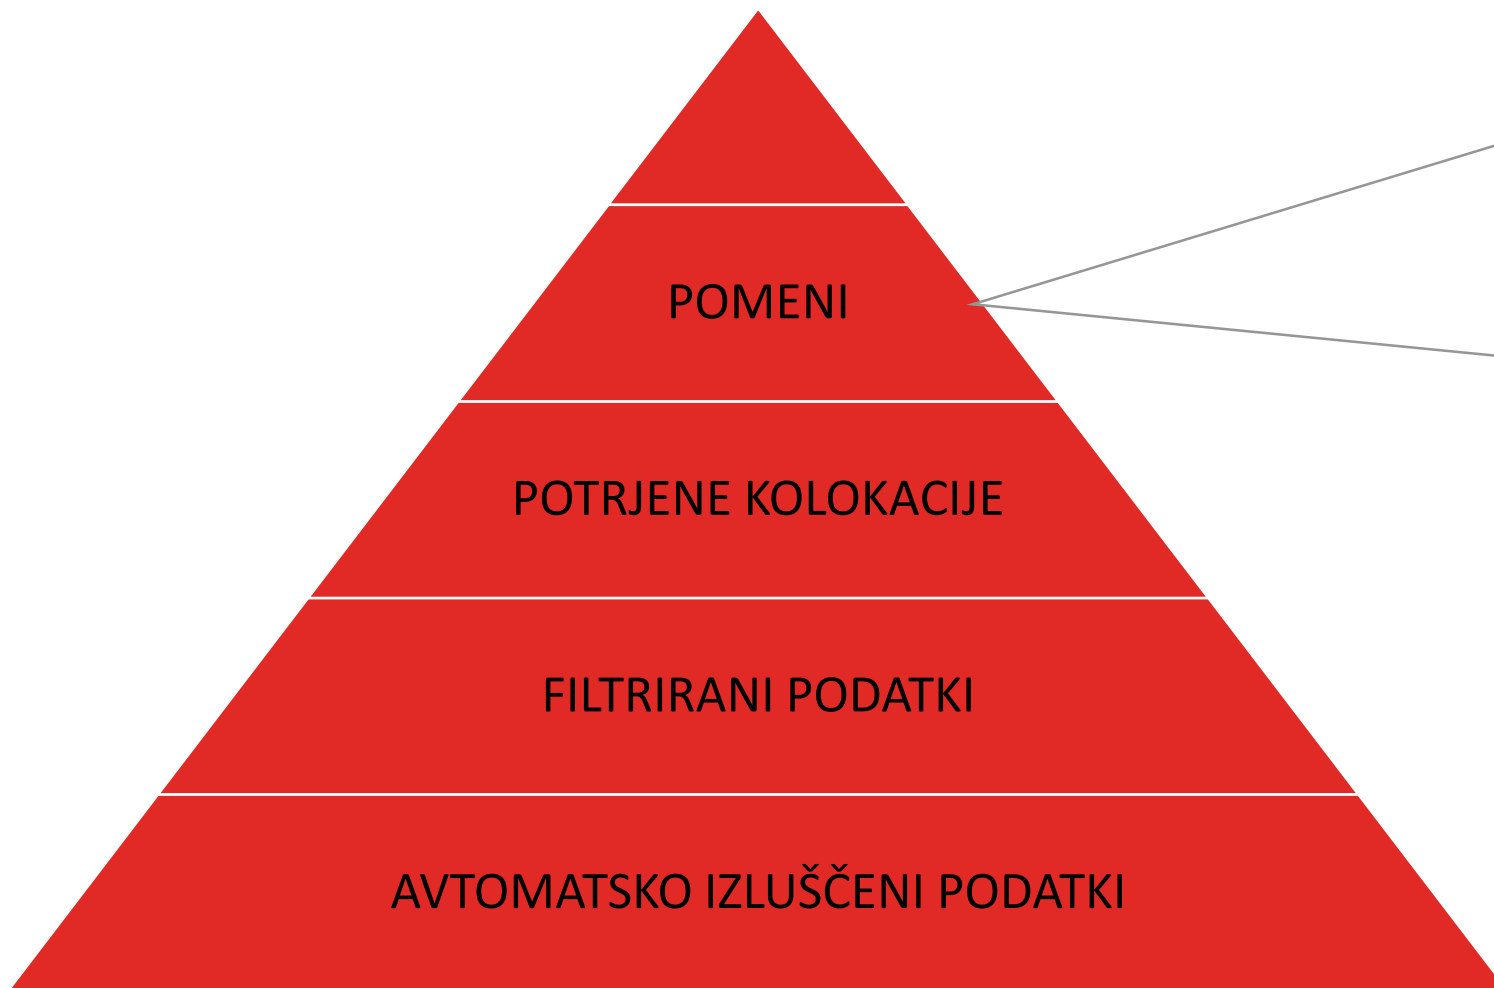 POMENI
POTRJENE KOLOKACIJE
FILTRIRANI PODATKI
AVTOMATSKO IZLUŠČENI PODATKI